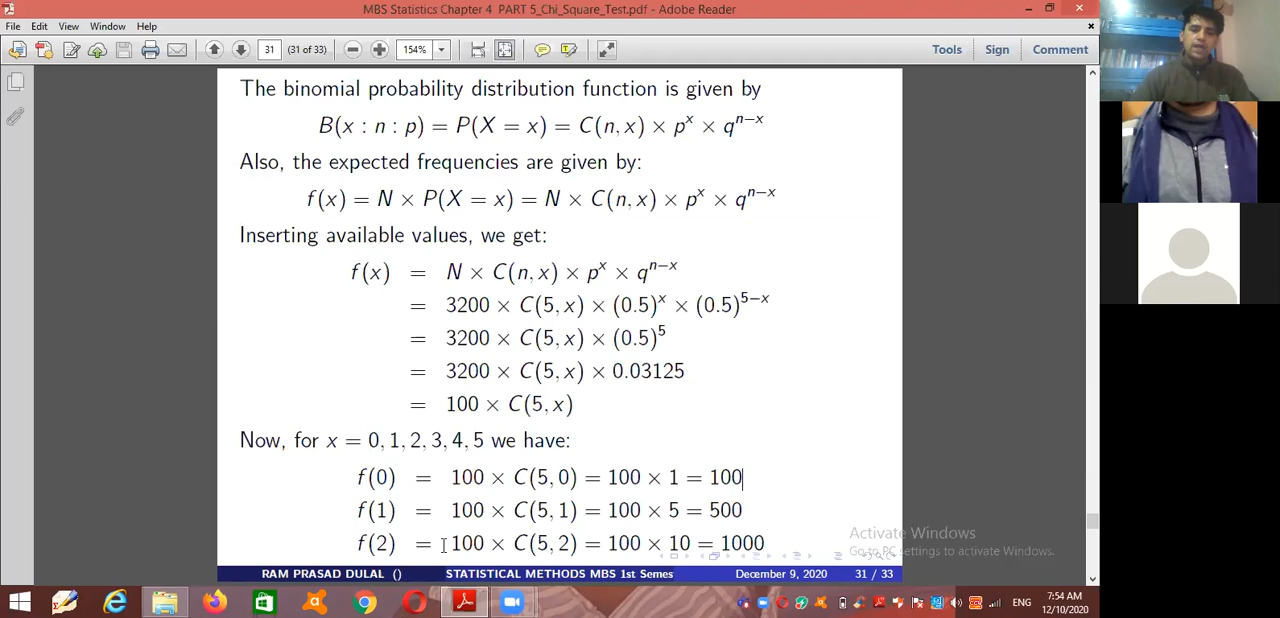 MBS Statistics Chapter 4 PART 5_Chi_Square_Test.pdf - Adobe Reader
File Edit View Window Help
31 (31 of 33) 154% Tools Sign Comment
The binomial probability distribution function is given by
B(x : n : p) = P(X = x) = C(n, x) × p^x × q^{n−x}
Also, the expected frequencies are given by:
f(x) = N × P(X = x) = N × C(n, x) × p^x × q^{n−x}
Inserting available values, we get:
f(x) = N × C(n, x) × p^x × q^{n−x}
= 3200 × C(5, x) × (0.5)^x × (0.5)^{5−x}
= 3200 × C(5, x) × (0.5)^5
= 3200 × C(5, x) × 0.03125
= 100 × C(5, x)
Now, for x = 0, 1, 2, 3, 4, 5 we have:
f(0) = 100 × C(5, 0) = 100 × 1 = 100
f(1) = 100 × C(5, 1) = 100 × 5 = 500
f(2) = 100 × C(5, 2) = 100 × 10 = 1000
Activate Windows
Go to PC settings to activate Windows.
RAM PRASAD DULAL () STATISTICAL METHODS MBS 1st Semes December 9, 2020 31 / 33
ENG 7:54 AM
12/10/2020